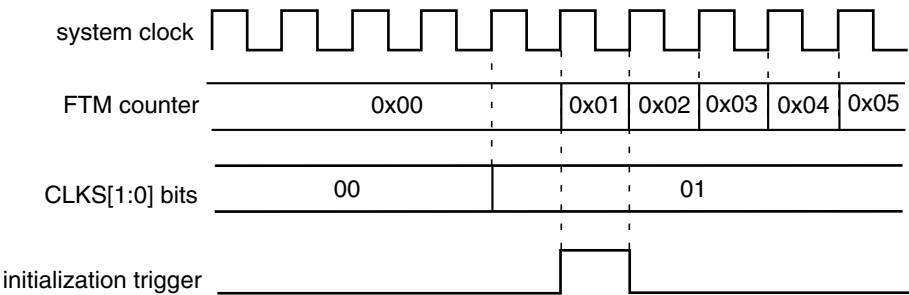 system clock
FTM counter 0x00 0x01 0x02 0x03 0x04 0x05
CLKS[1:0] bits 00 01
initialization trigger